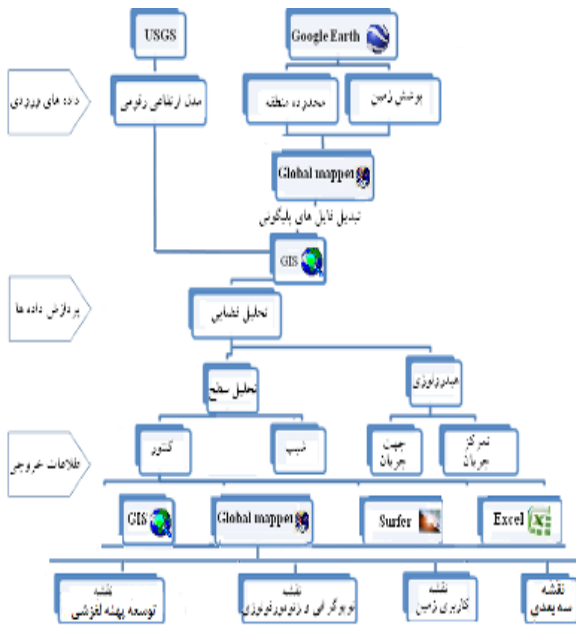 USGS
Google Earth
داده های ورودی
مدل ارتفاعی رقومی
محدوده منطقه
پوشش زمین
Global mapper
تبدیل فایل های پلیگونی
GIS
پردازش داده ها
تحلیل فضایی
تحلیل سطح
هیدرولوژی
کنتور
شیب
جهت
جریان
تمرکز
جریان
طلاعات خروجی
GIS
Global mapper
Surfer
Excel
نقشه
توسعه پهنه لغزشی
نقشه
توپوگرافی و ژئومورفولوژی
نقشه
کاربری زمین
نقشه
سه بعدی